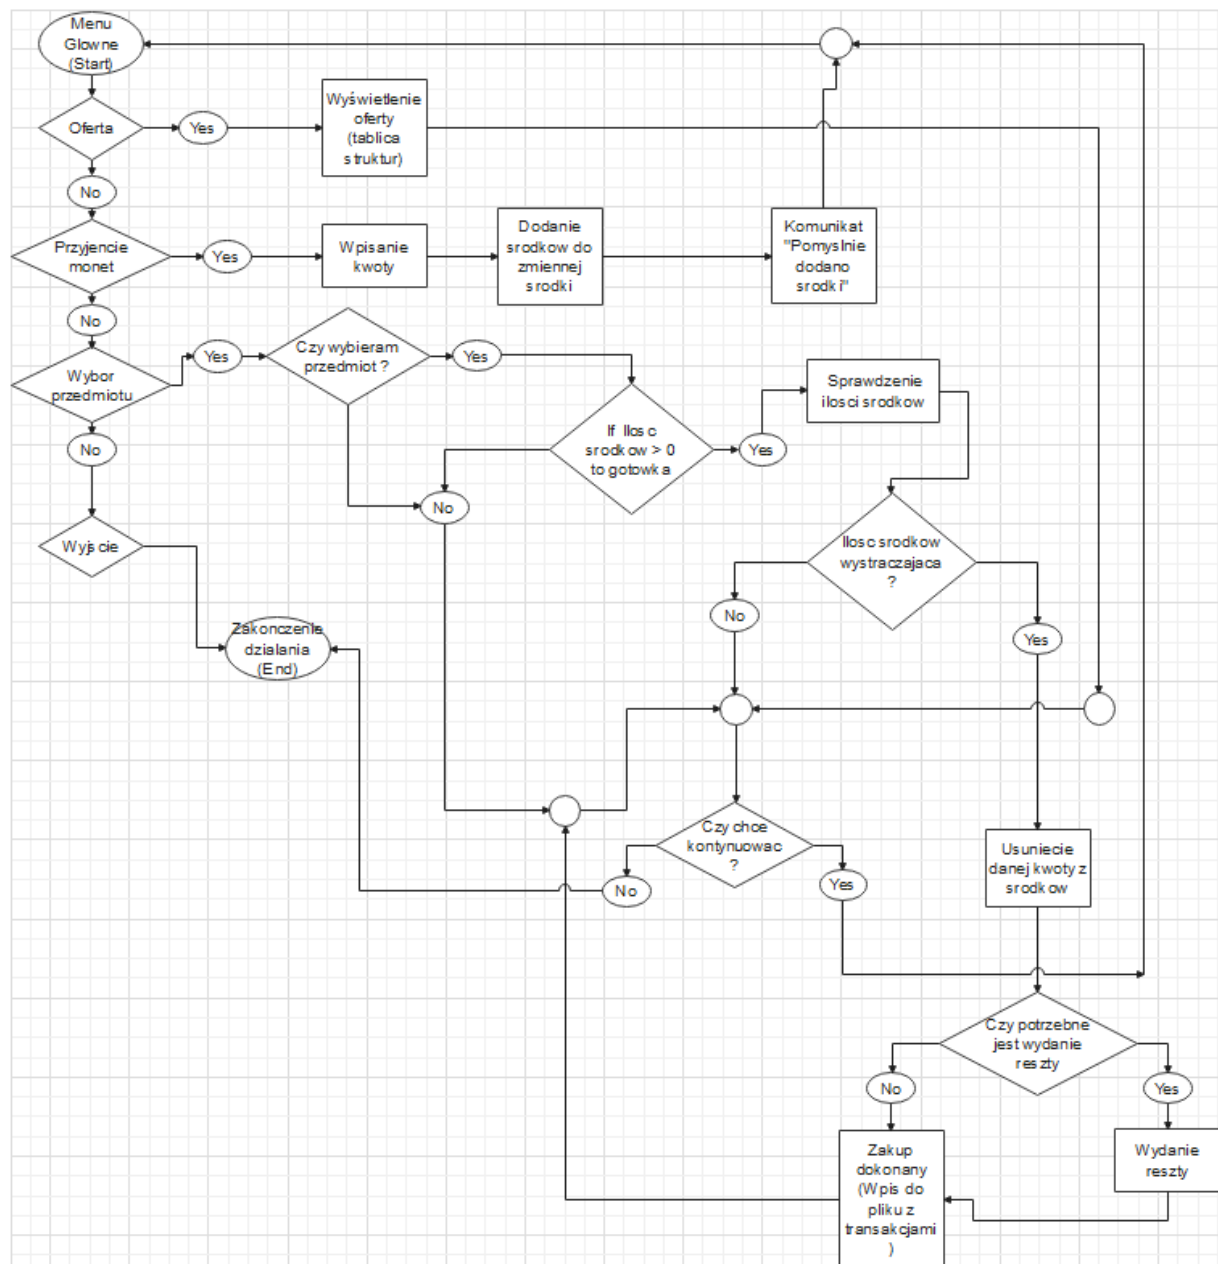 Menu
Glowne
(Start)
Oferta
Yes
Wyświetlenie
oferty
(tablica
struktur)
No
Przyjencie
monet
Yes
Wpisanie
kwoty
Dodanie
srodkow do
zmiennej
srodki
Komunikat
"Pomyslnie
dodano
srodki"
No
Wybor
przedmiotu
Yes
Czy wybieram
przedmiot ?
Yes
If Ilosc
srodkow > 0
to gotowka
Yes
Sprawdzenie
ilosci srodkow
No
No
Wyjscie
Ilosc srodkow
wystraczajaca
?
No
Yes
Zakonczenie
dzialania
(End)
Czy chce
kontynuowac
?
No
Yes
Usuniecie
danej kwoty z
srodkow
Czy potrzebne
jest wydanie
reszty
No
Yes
Zakup
dokonany
(Wpis do
pliku z
transakcjami
)
Wydanie
reszty